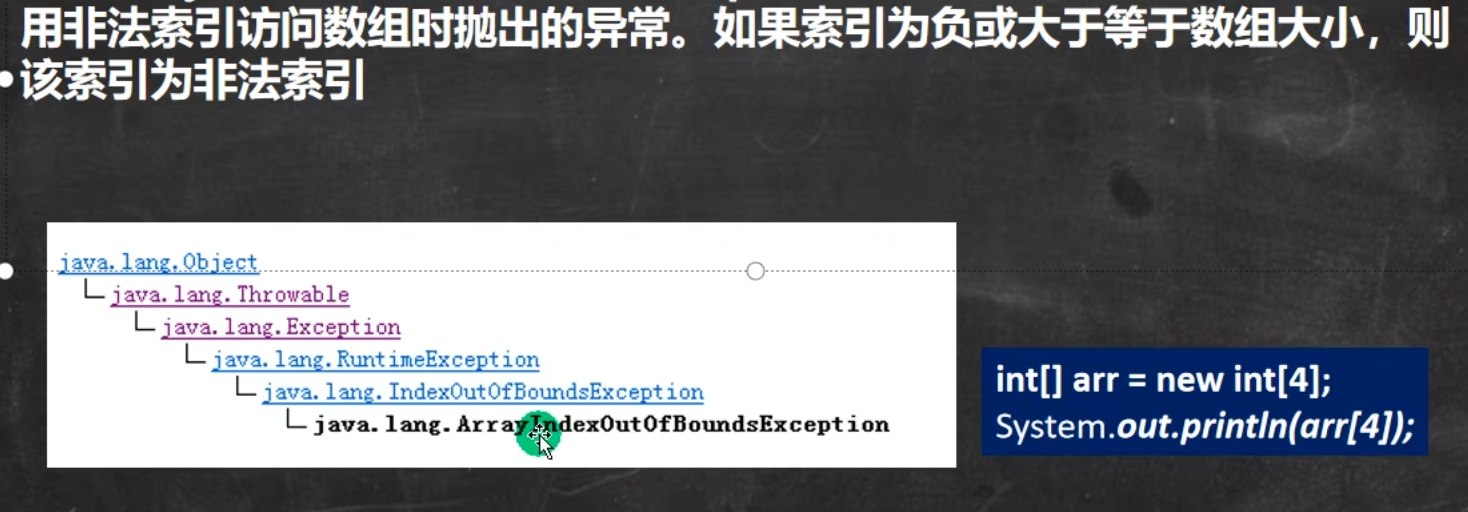 用非法索引访问数组时抛出的异常。如果索引为负或大于等于数组大小，则
该索引为非法索引
java.lang.Object
java.lang.Throwable
java.lang.Exception
java.lang.RuntimeException
java.lang.IndexOutOfBoundsException
java.lang.ArrayIndexOutOfBoundsException
int[] arr = new int[4];
System.out.println(arr[4]);